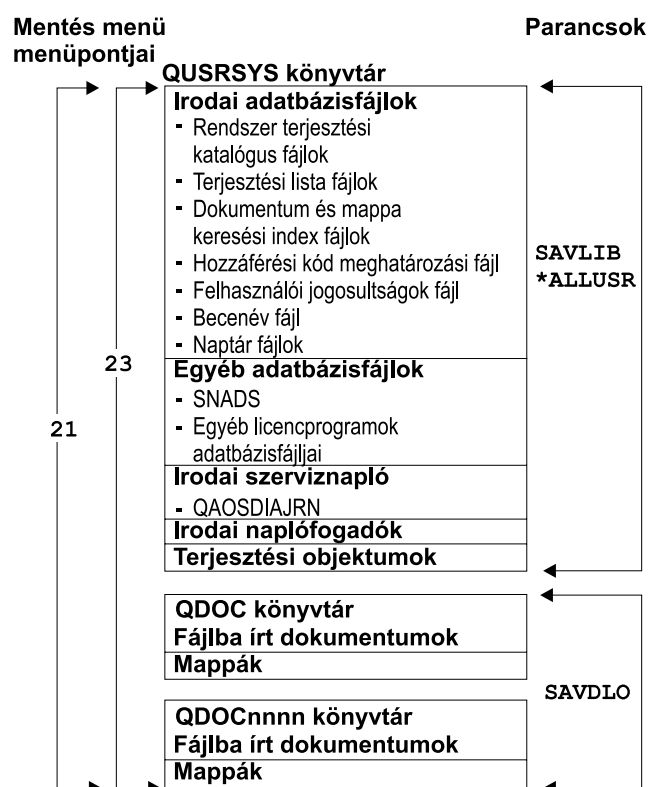 Mentés menü
menüpontjai
Parancsok
QUSRSYS könyvtár
Irodai adatbázisfájlok
- Rendszer terjesztési
katalógus fájlok
- Terjesztési lista fájlok
- Dokumentum és mappa
keresési index fájlok
- Hozzáférési kód meghatározási fájl
- Felhasználói jogosultságok fájl
- Becenév fájl
- Naptár fájlok
Egyéb adatbázisfájlok
- SNADS
- Egyéb licencprogramok
adatbázisfájljai
Irodai szerviznapló
- QAOSDIAJRN
Irodai naplófogadók
Terjesztési objektumok
SAVLIB
*ALLUSR
23
21
QDOC könyvtár
Fájlba írt dokumentumok
Mappák
SAVDLO
QDOCnnnn könyvtár
Fájlba írt dokumentumok
Mappák